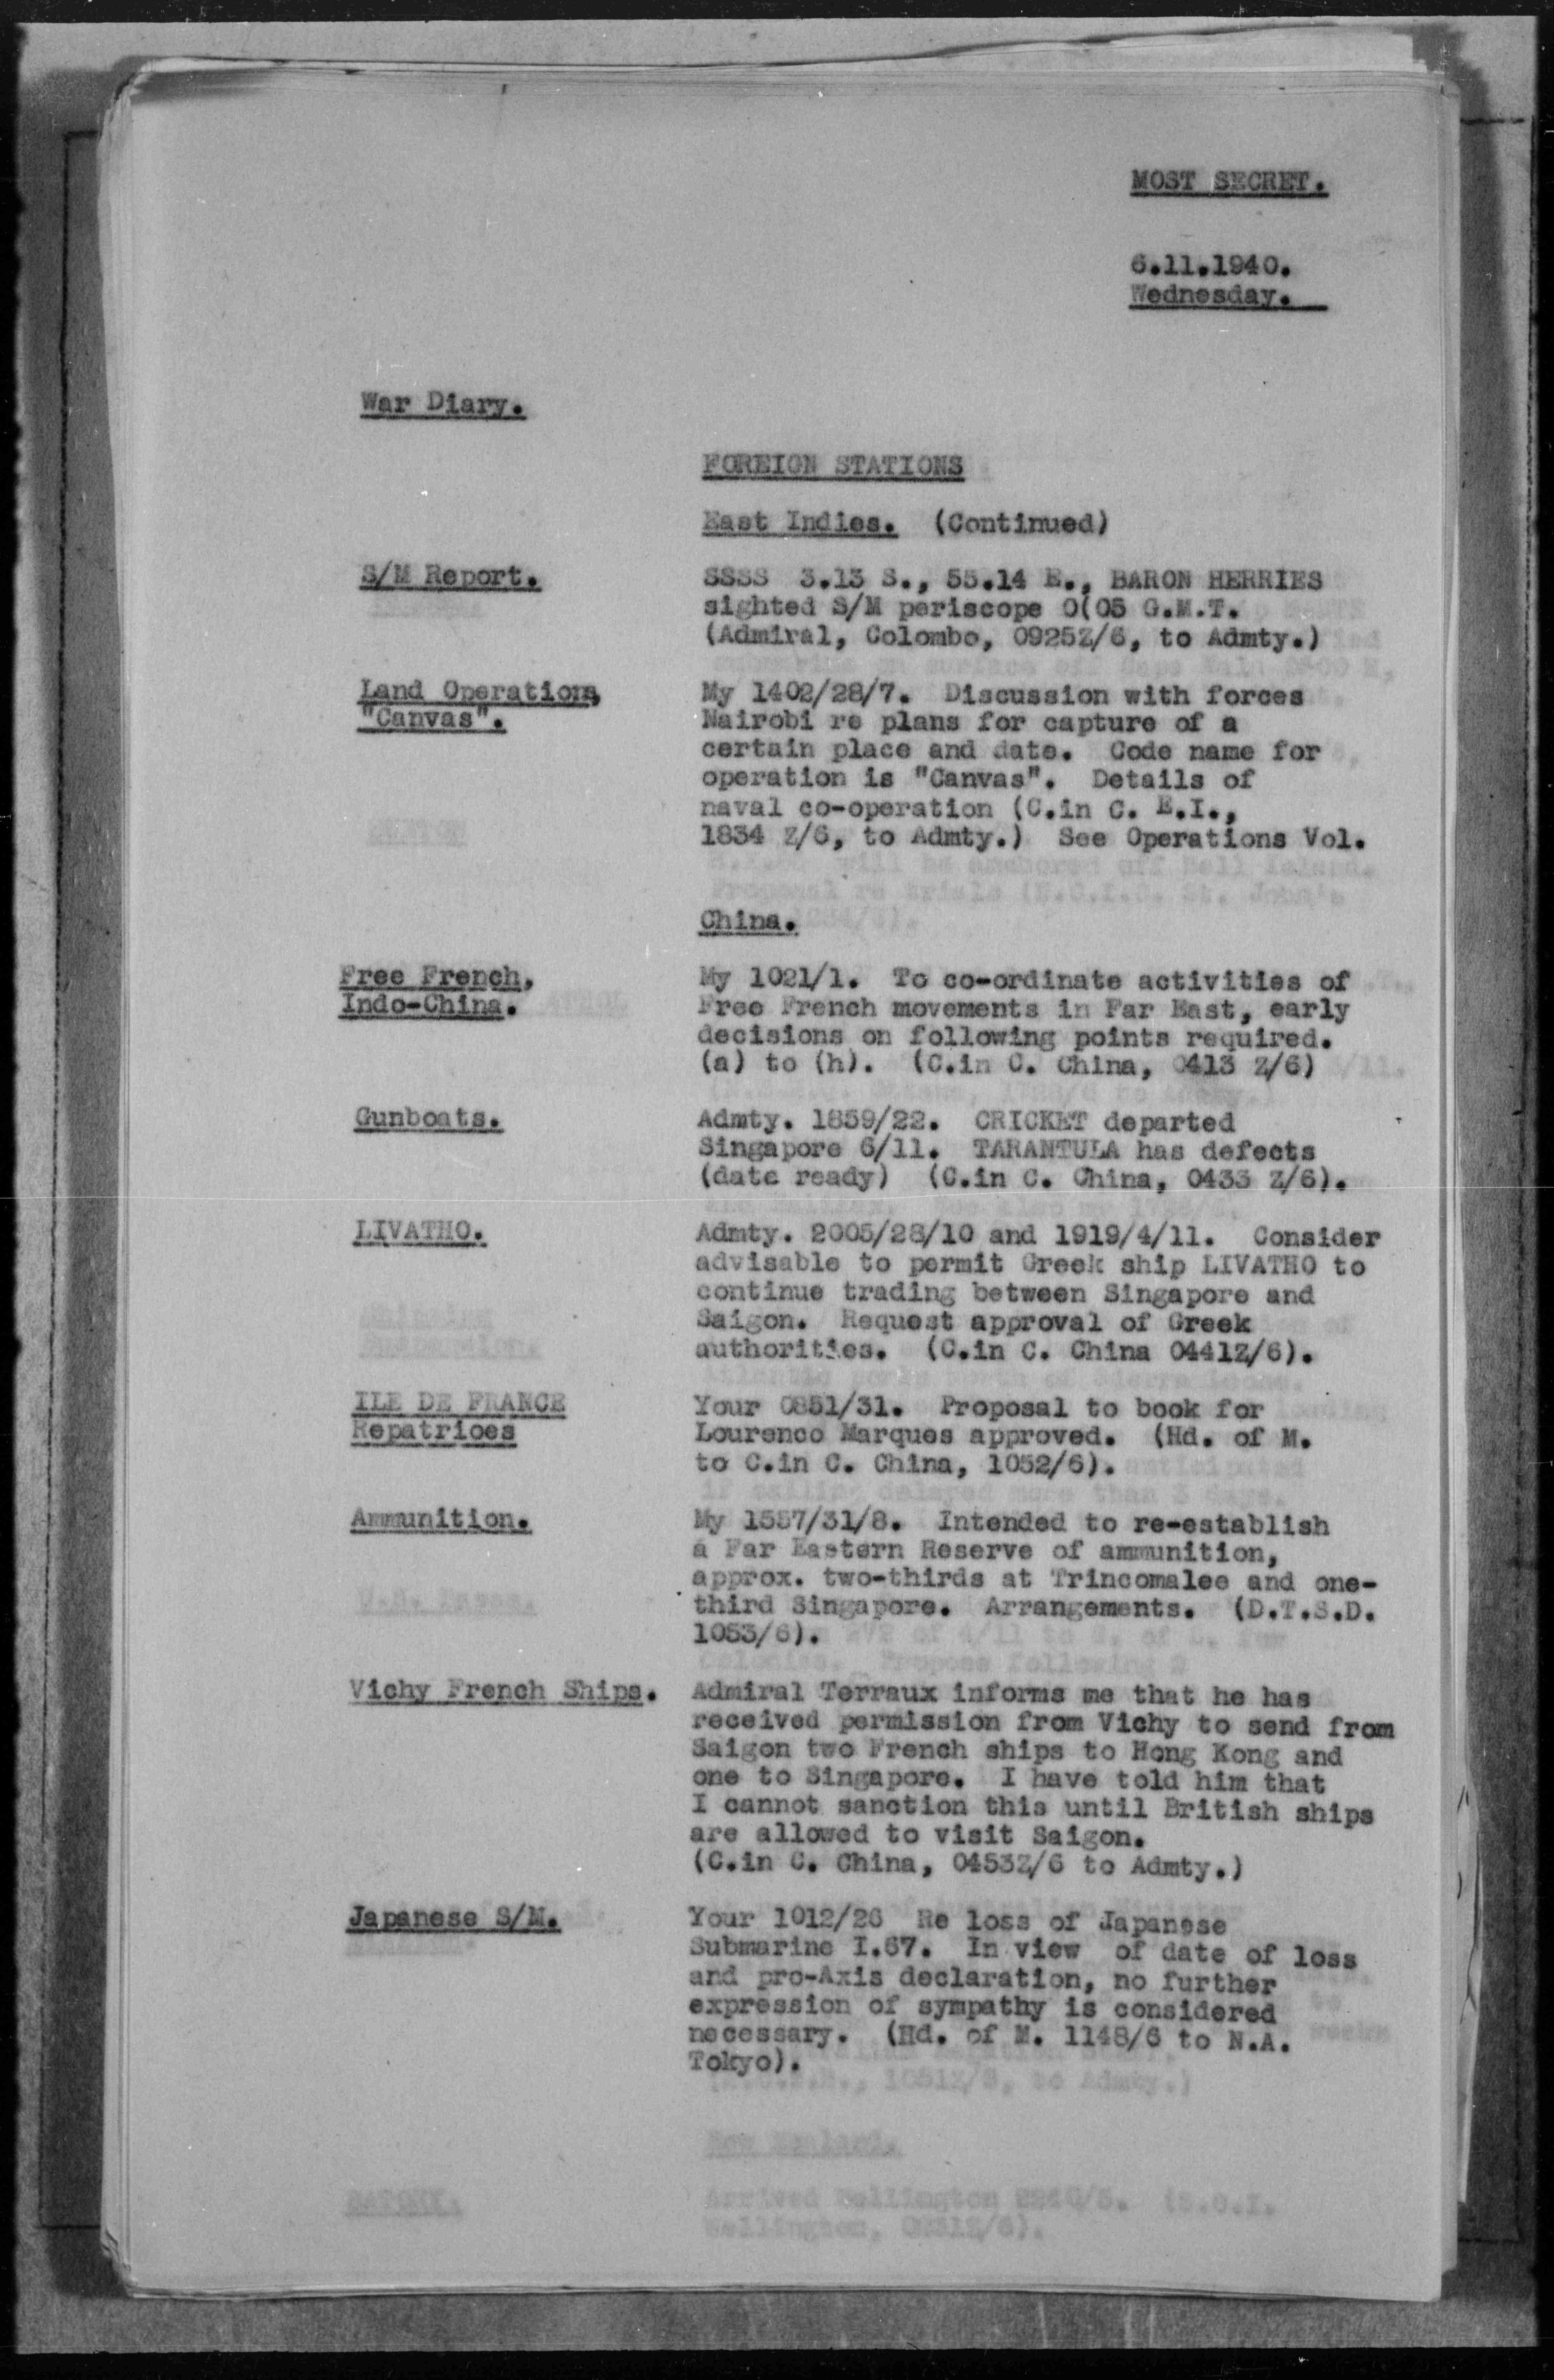 MOST SECRET.
6.11.1940.
Wednesday.
War Diary.
FOREIGN STATIONS
East Indies. (Continued)
S/M Report.
SSSS 3.13 S., 55.14 E., BARON HERRIES
sighted S/M periscope 0(05 G.M.T.
(Admiral, Colombo, 0925Z/6, to Admty.)
Land Operations,
"Canvas".
My 1402/28/7. Discussion with forces
Nairobi re plans for capture of a
certain place and date. Code name for
operation is "Canvas". Details of
naval co-operation (C.in C. E.I.,
1834 Z/6, to Admty.) See Operations Vol.
China.
Free French,
Indo-China.
My 1021/1. To co-ordinate activities of
Free French movements in Far East, early
decisions on following points required.
(a) to (h). (C.in C. China, 0413 Z/6)
Gunboats.
Admty. 1859/22. CRICKET departed
Singapore 6/11. TARANTULA has defects
(date ready) (C.in C. China, 0433 Z/6).
LIVATHO.
Admty. 2005/28/10 and 1919/4/11. Consider
advisable to permit Greek ship LIVATHO to
continue trading between Singapore and
Saigon. Request approval of Greek
authorities. (C.in C. China 0441Z/6).
ILE DE FRANCE
Repatrices
Your 0851/31. Proposal to book for
Lourenco Marques approved. (Hd. of M.
to C.in C. China, 1052/6).
Ammunition.
My 1557/31/8. Intended to re-establish
a Far Eastern Reserve of ammunition,
approx. two-thirds at Trincomalee and one-
third Singapore. Arrangements. (D.T.S.D.
1053/6).
Vichy French Ships.
Admiral Terraux informs me that he has
received permission from Vichy to send from
Saigon two French ships to Hong Kong and
one to Singapore. I have told him that
I cannot sanction this until British ships
are allowed to visit Saigon.
(C.in C. China, 0453Z/6 to Admty.)
Japanese S/M.
Your 1012/26 Re loss of Japanese
Submarine I.67. In view of date of loss
and pro-Axis declaration, no further
expression of sympathy is considered
necessary. (Hd. of M. 1148/6 to N.A.
Tokyo).